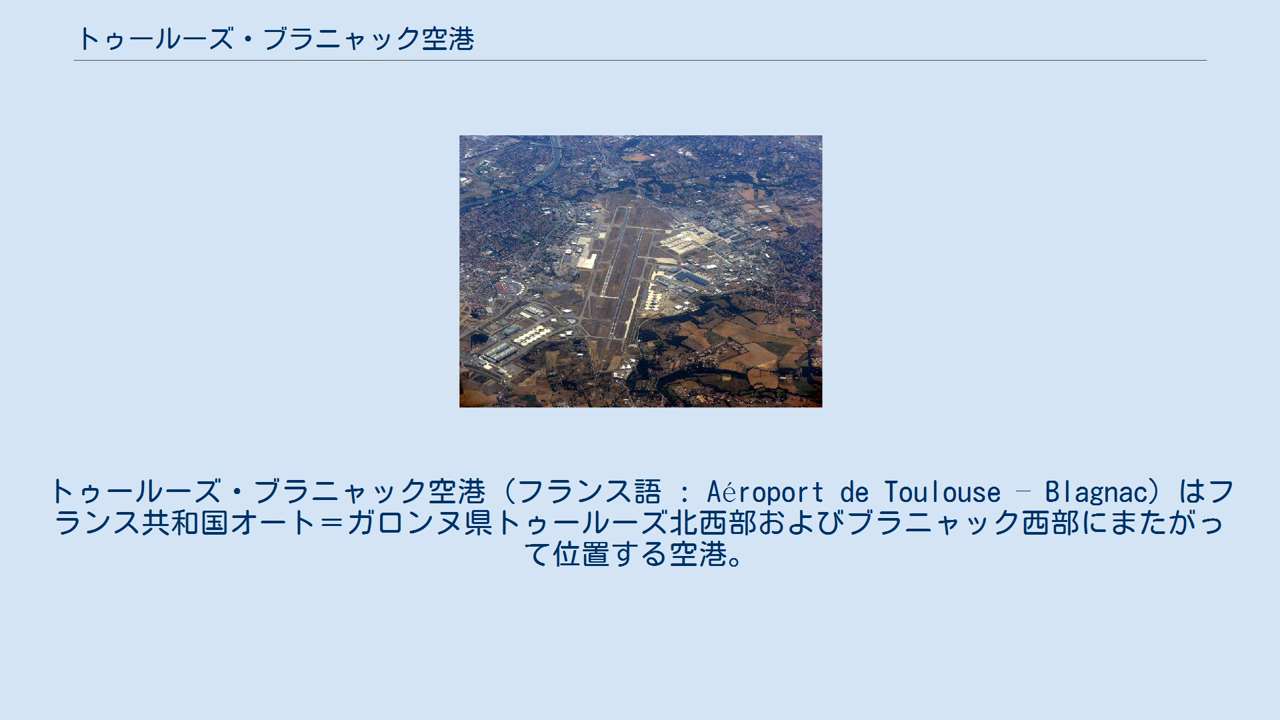 トゥールーズ・ブラニャック空港
トゥールーズ・ブラニャック空港（フランス語 : Aéroport de Toulouse – Blagnac）はフ
ランス共和国オート＝ガロンヌ県トゥールーズ北西部およびブラニャック西部にまたがっ
て位置する空港。